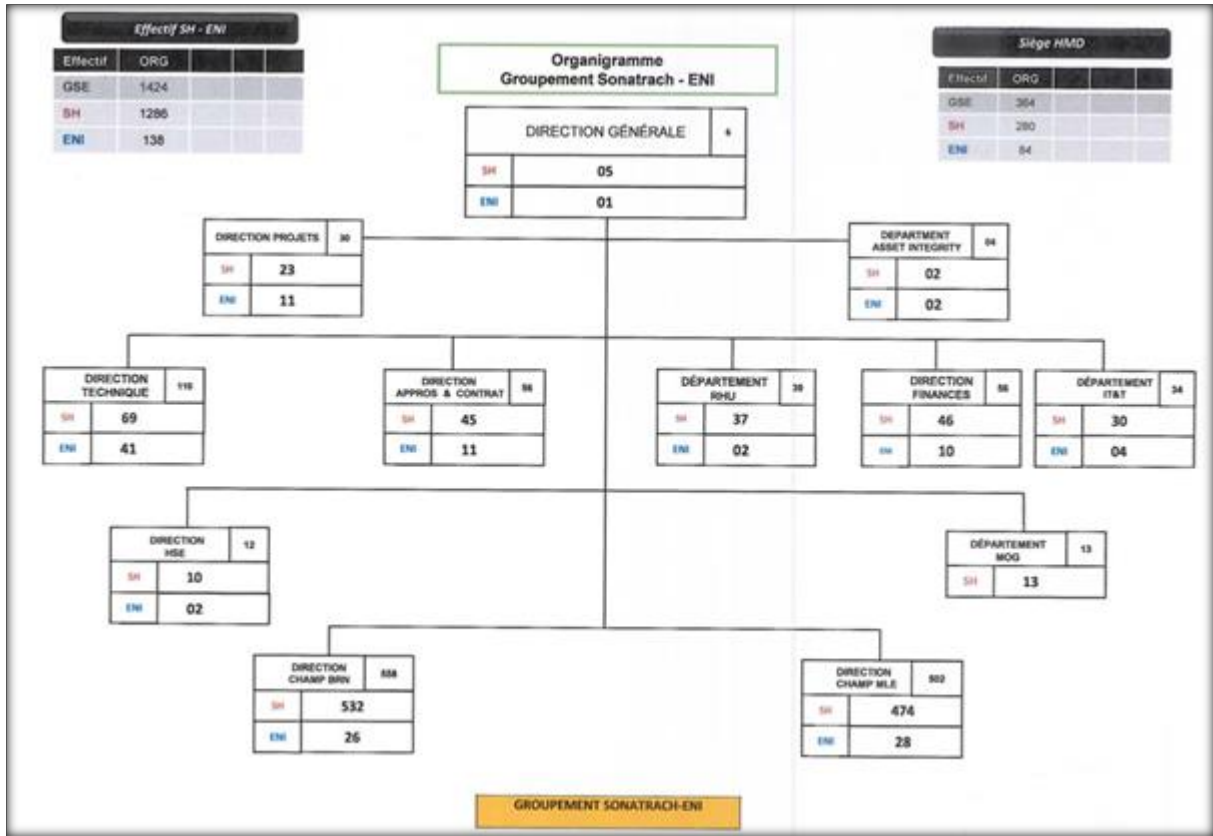 Effectif SH - ENI
Effectif ORG
GSE 1424
SH 1286
ENI 138
Organigramme
Groupement Sonatrach - ENI
Siège HMD
Effectif ORG
GSE 364
SH 280
ENI 84
DIRECTION GÉNÉRALE 6
SH 05
ENI 01
DIRECTION PROJETS 30
SH 23
ENI 11
DEPARTMENT
ASSET INTEGRITY 04
SH 02
ENI 02
DIRECTION
TECHNIQUE 110
SH 69
ENI 41
DIRECTION
APPROS & CONTRAT 56
SH 45
ENI 11
DÉPARTEMENT
RHU 39
SH 37
ENI 02
DIRECTION
FINANCES 56
SH 46
ENI 10
DÉPARTEMENT
IT&T 34
SH 30
ENI 04
DIRECTION
HSE 12
SH 10
ENI 02
DÉPARTEMENT
MOG 13
SH 13
DIRECTION
CHAMP BRN 558
SH 532
ENI 26
DIRECTION
CHAMP MLE 502
SH 474
ENI 28
GROUPEMENT SONATRACH-ENI